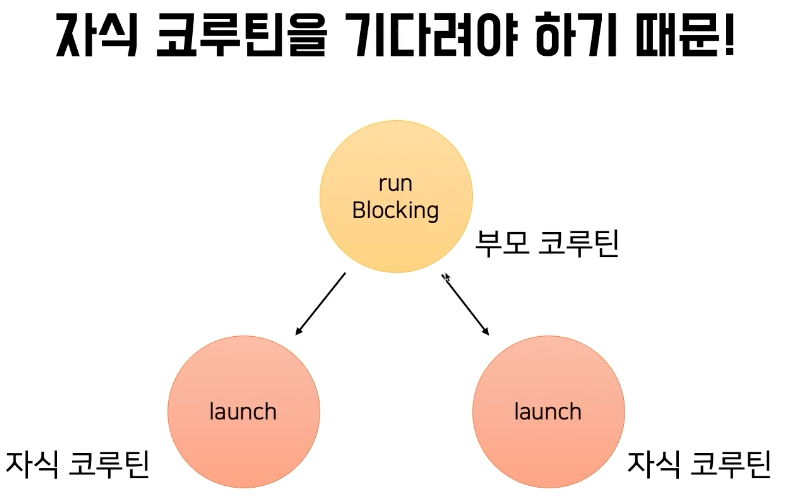 자식 코루틴을 기다려야 하기 때문!
run
Blocking
부모 코루틴
launch
launch
자식 코루틴
자식 코루틴